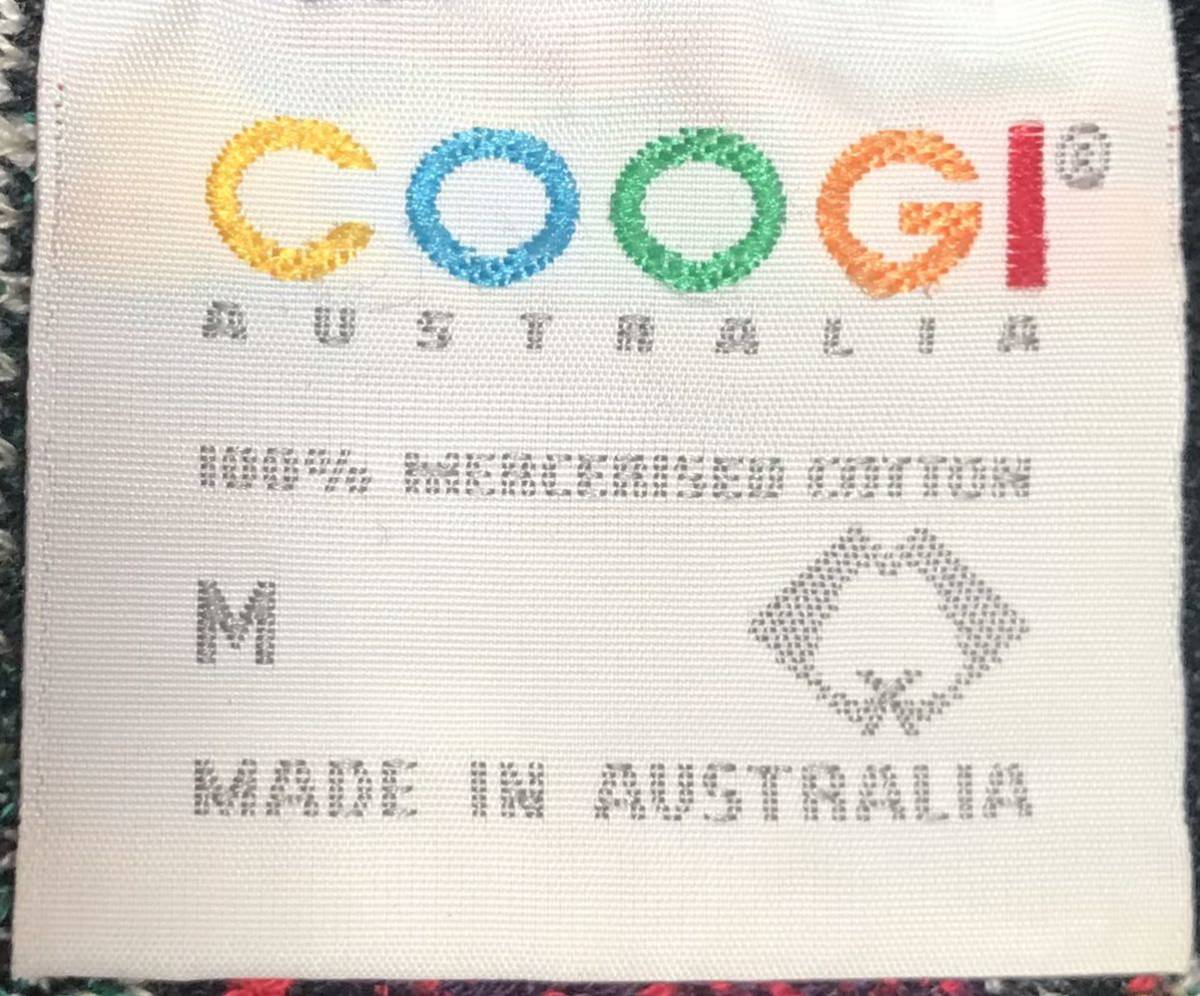 COOGI®
AUSTRALIA
100% MERCERISED COTTON
M
MADE IN AUSTRALIA